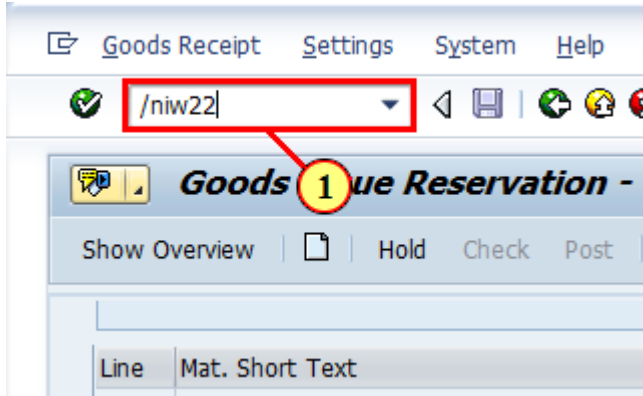 Goods Receipt Settings System Help
/niw22
Goods 1 ue Reservation -
Show Overview Hold Check Post
Line Mat. Short Text